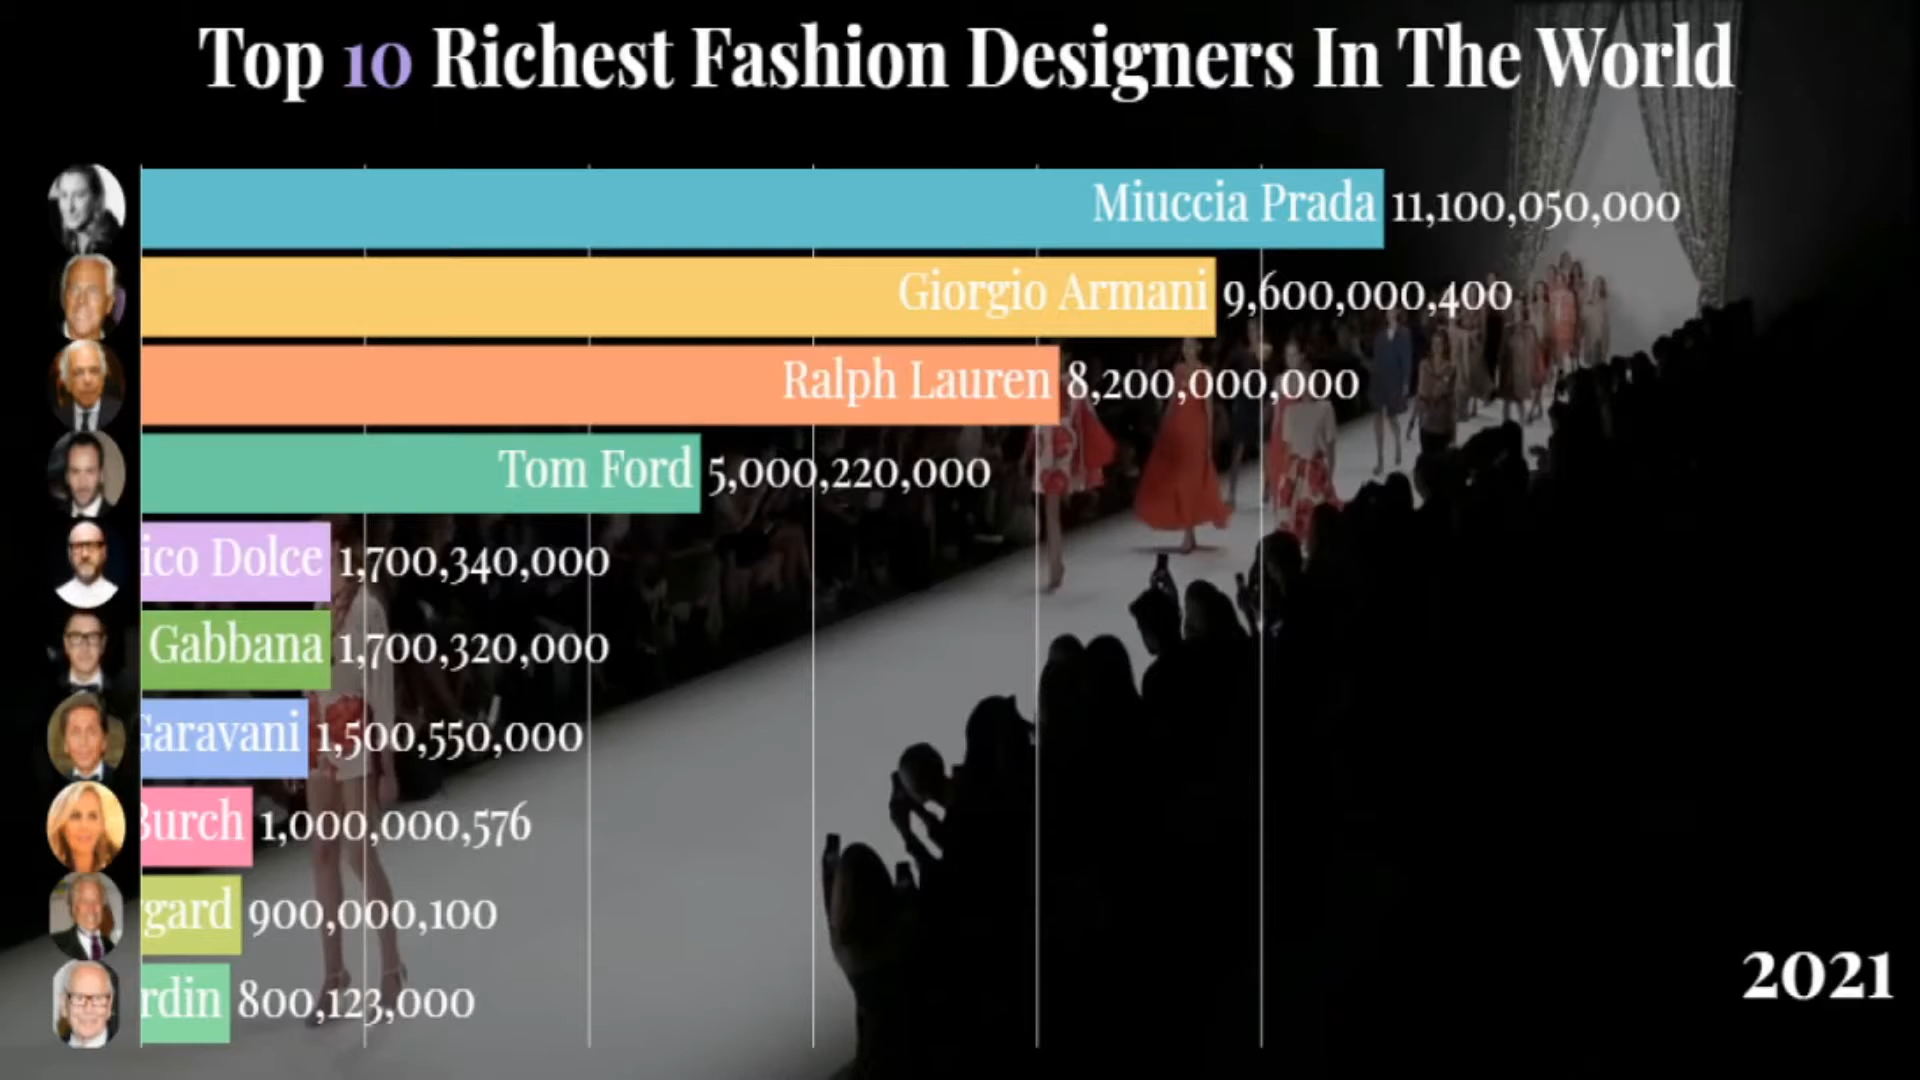 Top 10 Richest Fashion Designers In The World
Miuccia Prada 11,100,050,000
Giorgio Armani 9,600,000,400
Ralph Lauren 8,200,000,000
Tom Ford 5,000,220,000
ico Dolce 1,700,340,000
Gabbana 1,700,320,000
Garavani 1,500,550,000
Burch 1,000,000,576
gard 900,000,100
rdin 800,123,000
2021